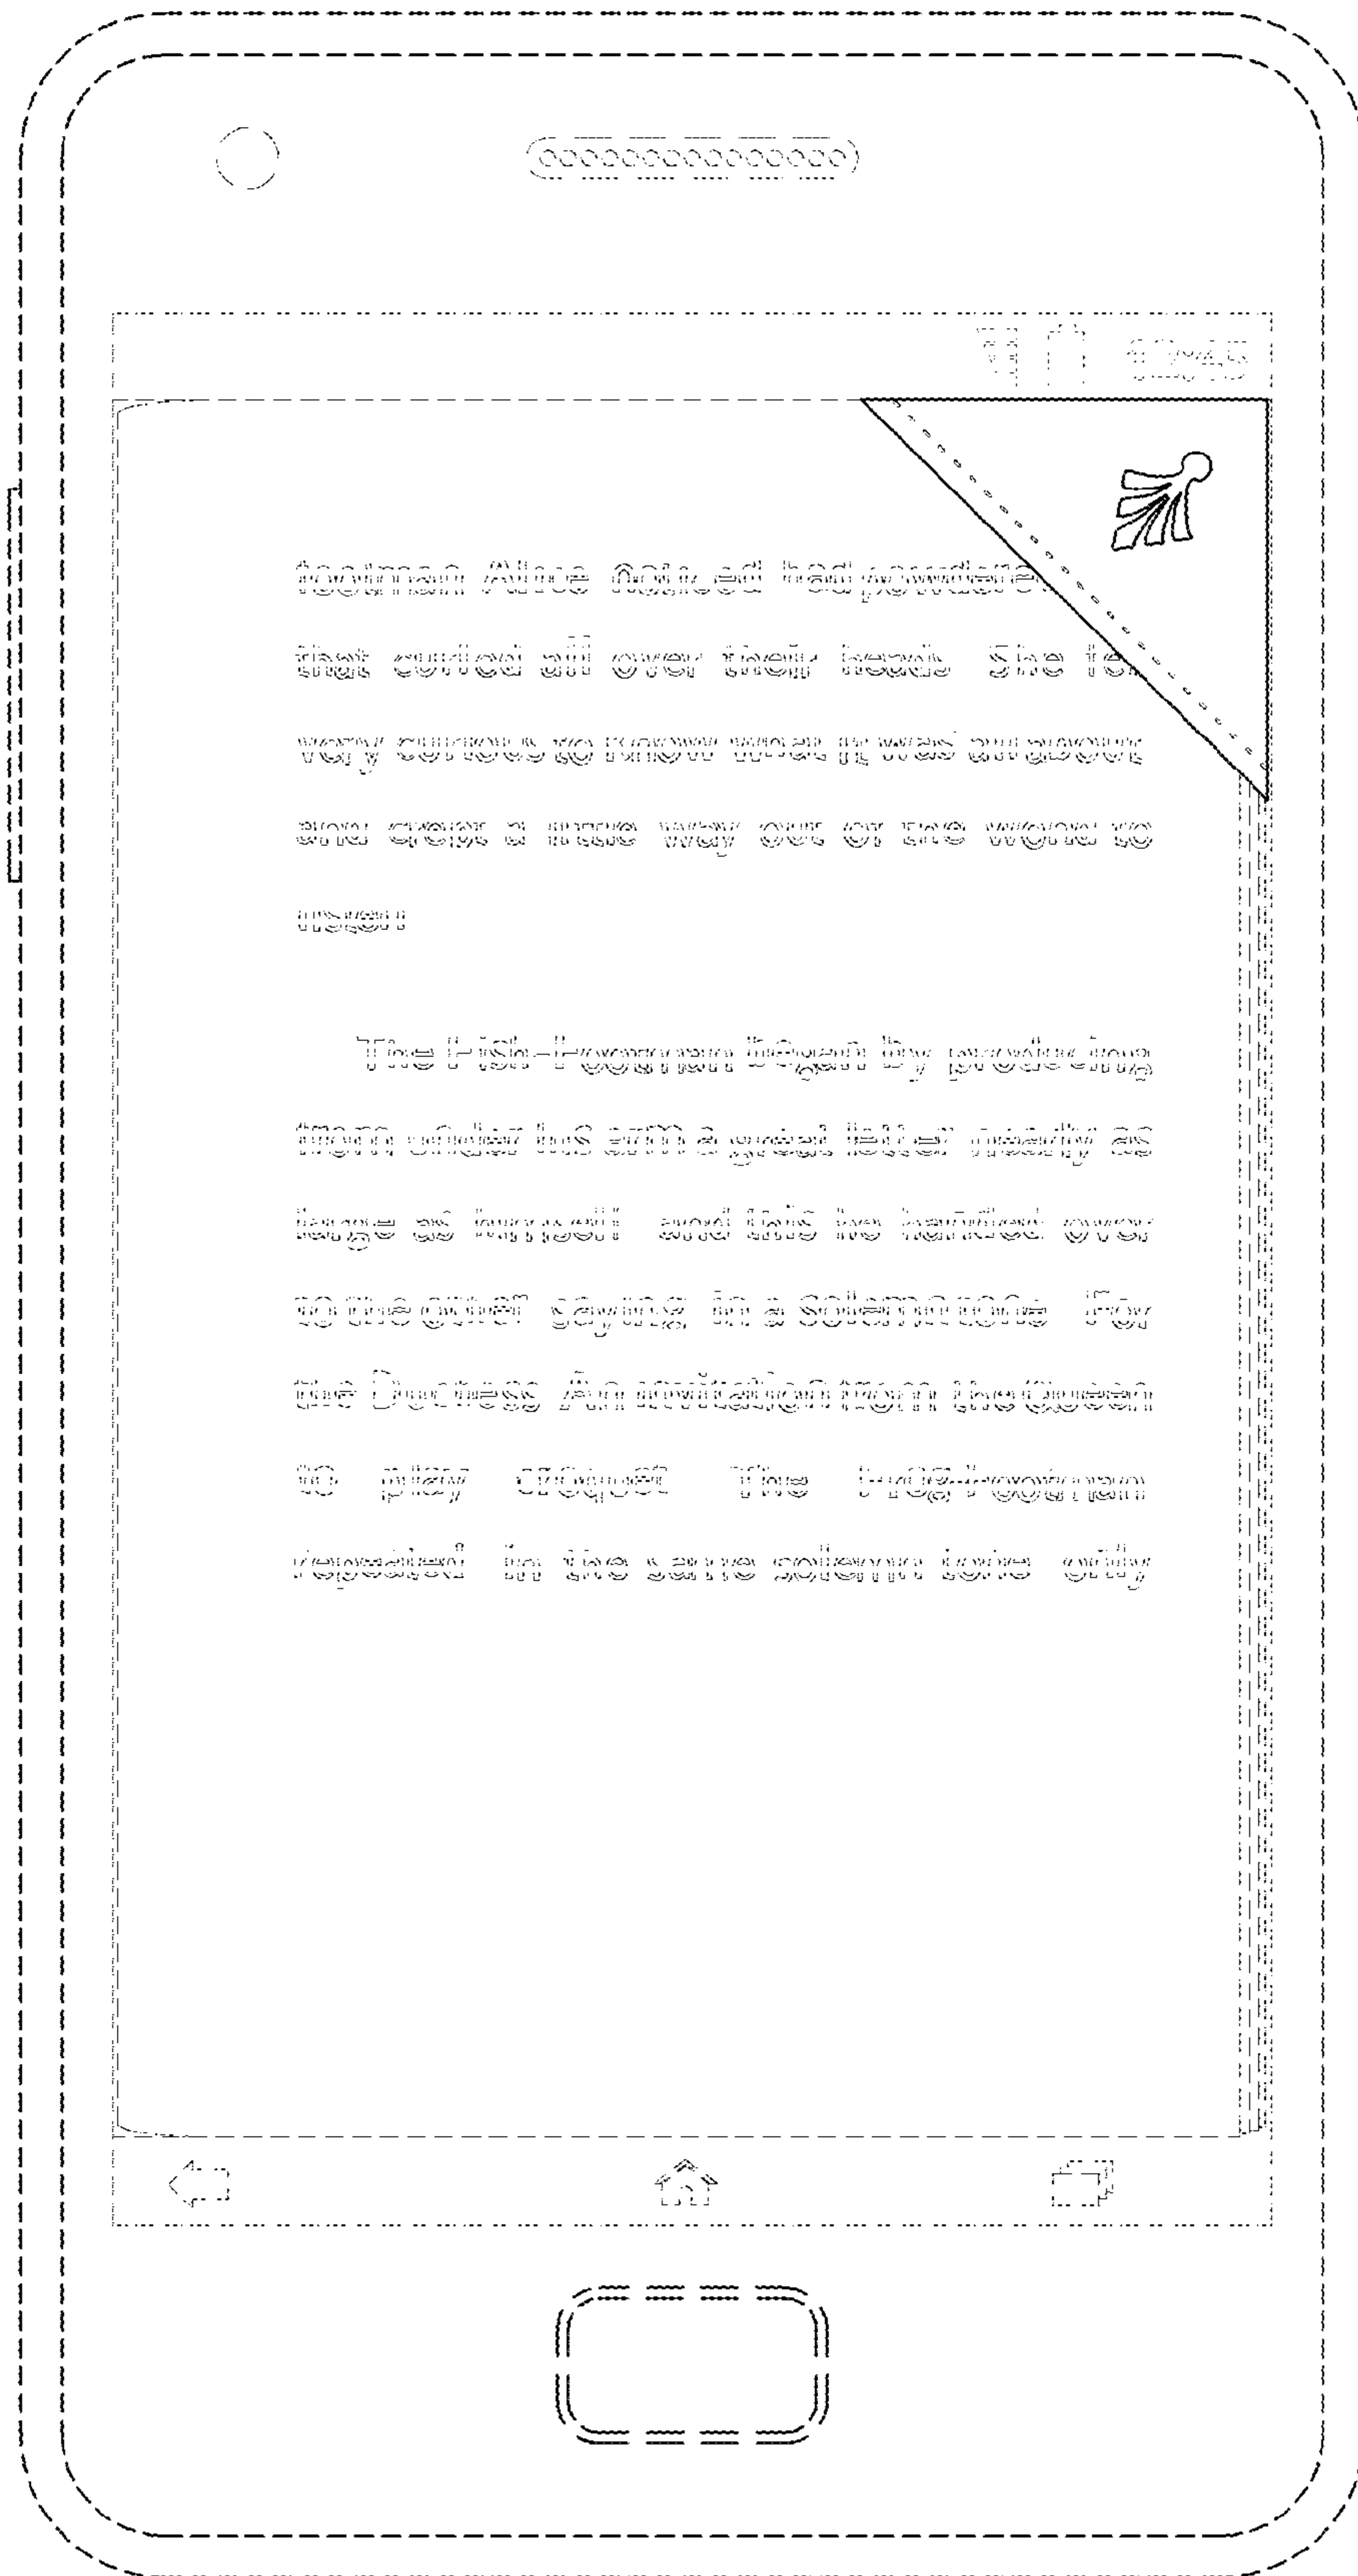 12:45
footman Alice noticed had powdere
that curled all over their heads She fe
very curious to know what it was all about
and crept a little way out of the wood to
listen
The Fish-Footman began by producing
from under his arm a great letter nearly as
large as himself and this he handed over
to the other saying in a solemn tone For
the Duchess An invitation from the Queen
to play croquet The Frog-Footman
repeated in the same solemn tone only